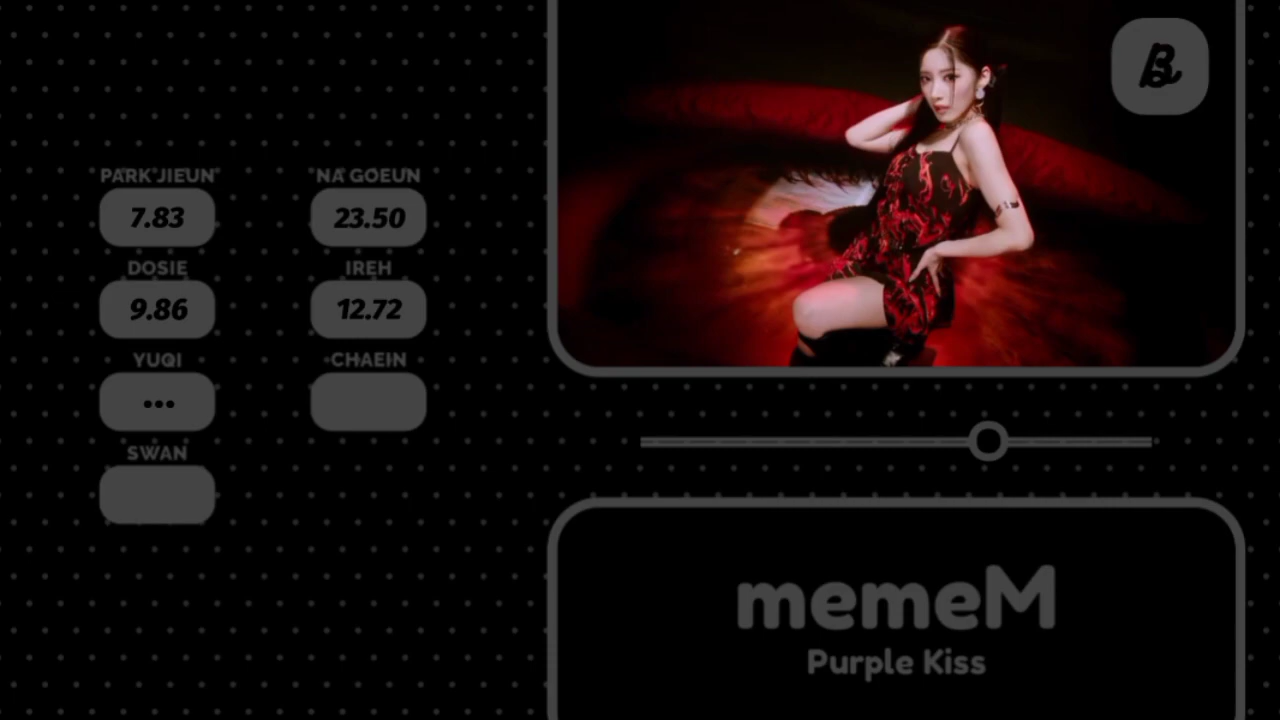 PARK JIEUN
NA GOEUN
7.83
23.50
DOSIE
IREH
9.86
12.72
YUQI
CHAEIN
...
SWAN
B
memeM
Purple Kiss